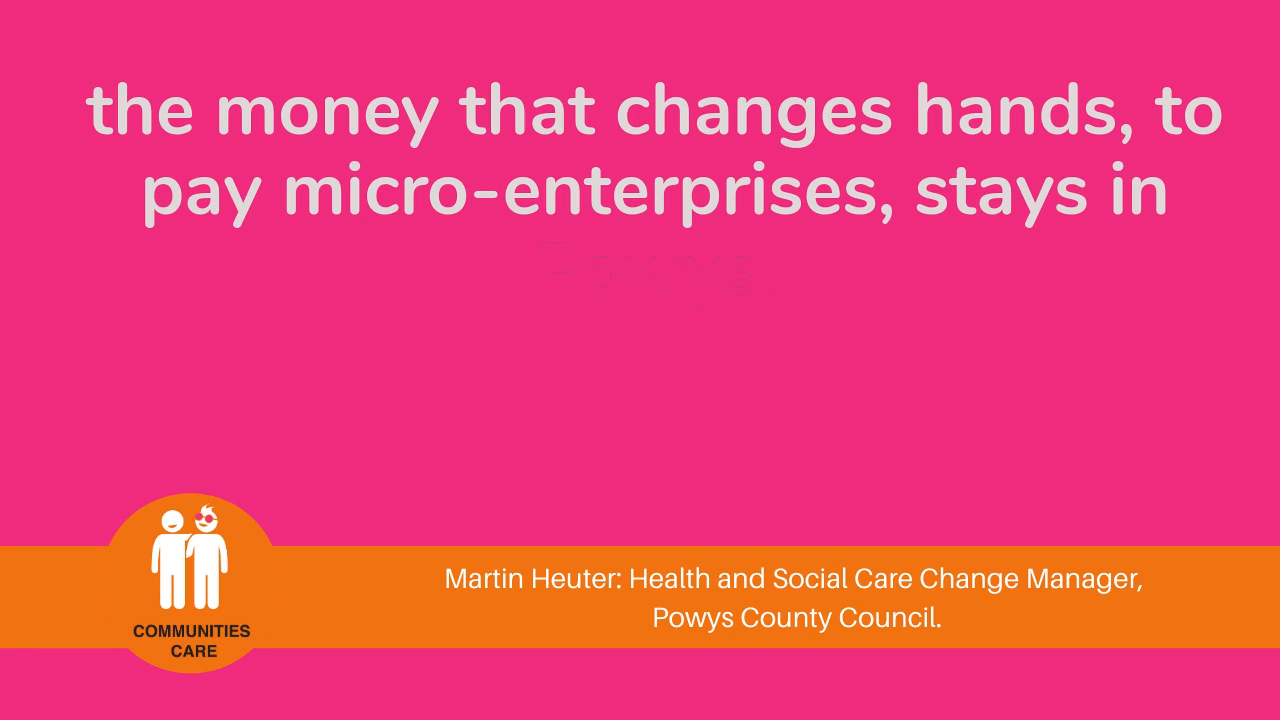 the money that changes hands, to
pay micro-enterprises, stays in
Powys.
Martin Heuter: Health and Social Care Change Manager,
Powys County Council.
COMMUNITIES
CARE